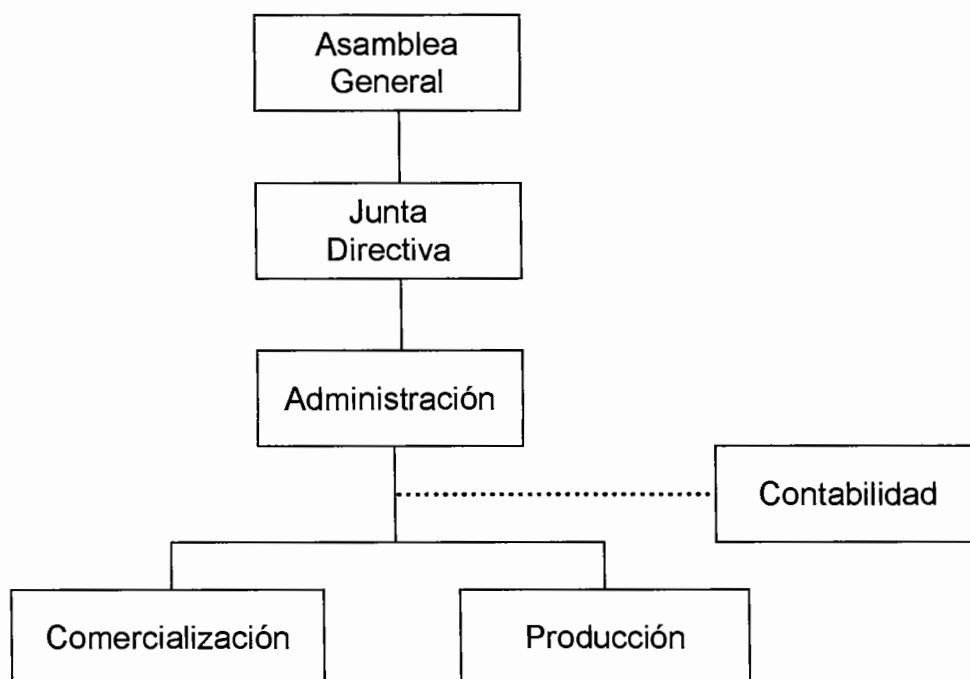 Asamblea
General
Junta
Directiva
Administración
Contabilidad
Comercialización
Producción